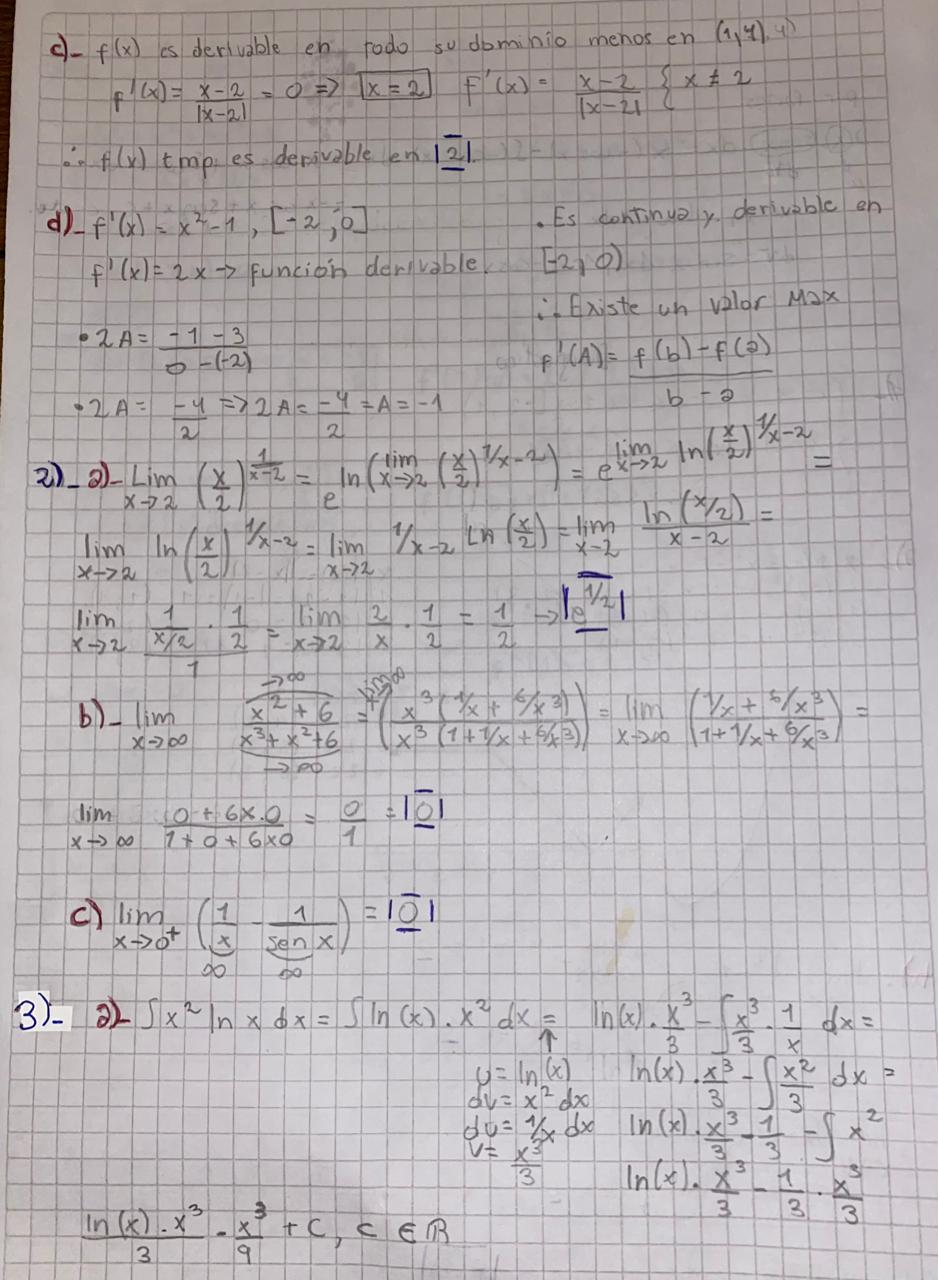 c)- f(x) es derivable en todo su dominio menos en (1,4),4)
f'(x) = x-2/|x-2| = 0 => |x = 2| f'(x) = x-2/|x-2| { x ≠ 2
∴ f(x) tmp. es derivable en |2|.
d)- f'(x) = x²-1, [-2, 0] . Es continua y derivable en
f'(x) = 2x → función derivable. [-2, 0)
∴ Existe un valor Max
• 2A = -1-3/0-(-2) f'(A) = f(b)-f(a)/b-a
• 2A = -4/2 => 2A = -4/2 = A = -1
2)- a)- Lim x→2 (x/2)^1/x-2 = e^ln(lim x→2 (x/2)^1/x-2) = e^lim x→2 ln(x/2)^1/x-2 =
lim x→2 ln(x/2)^1/x-2 = lim x→2 1/x-2 Ln(x/2) = lim x-2 ln(x/2)/x-2 =
lim x→2 1/x/2 · 1/2/1 = lim x→2 2/x · 1/2 = 1/2 → |e^1/2|
b)- lim x→∞ x²+6/x³+x²+6 →∞ →∞ = lim x→∞ (x³(1/x + 6/x³)/x³(1+1/x+6/x³)) = lim x→∞ (1/x + 6/x³/1+1/x+6/x³) =
lim x→∞ 0+6x.0/1+0+6x0 = 0/1 = |0|
c) lim x→0⁺ (1/x - 1/sen x) = |0|
∞ ∞
3)- a)- ∫x² ln x dx = ∫ln(x).x² dx = ln(x).x³/3 - ∫x³/3 · 1/x dx =
↑
u = ln(x) ln(x).x³/3 - ∫x²/3 dx =
dv = x² dx
du = 1/x dx ln(x).x³/3 - 1/3 - ∫x²
v = x³/3 ln(x). x³/3 - 1/3 · x³/3
ln(x).x³/3 - x³/9 + C, c ∈ ℝ